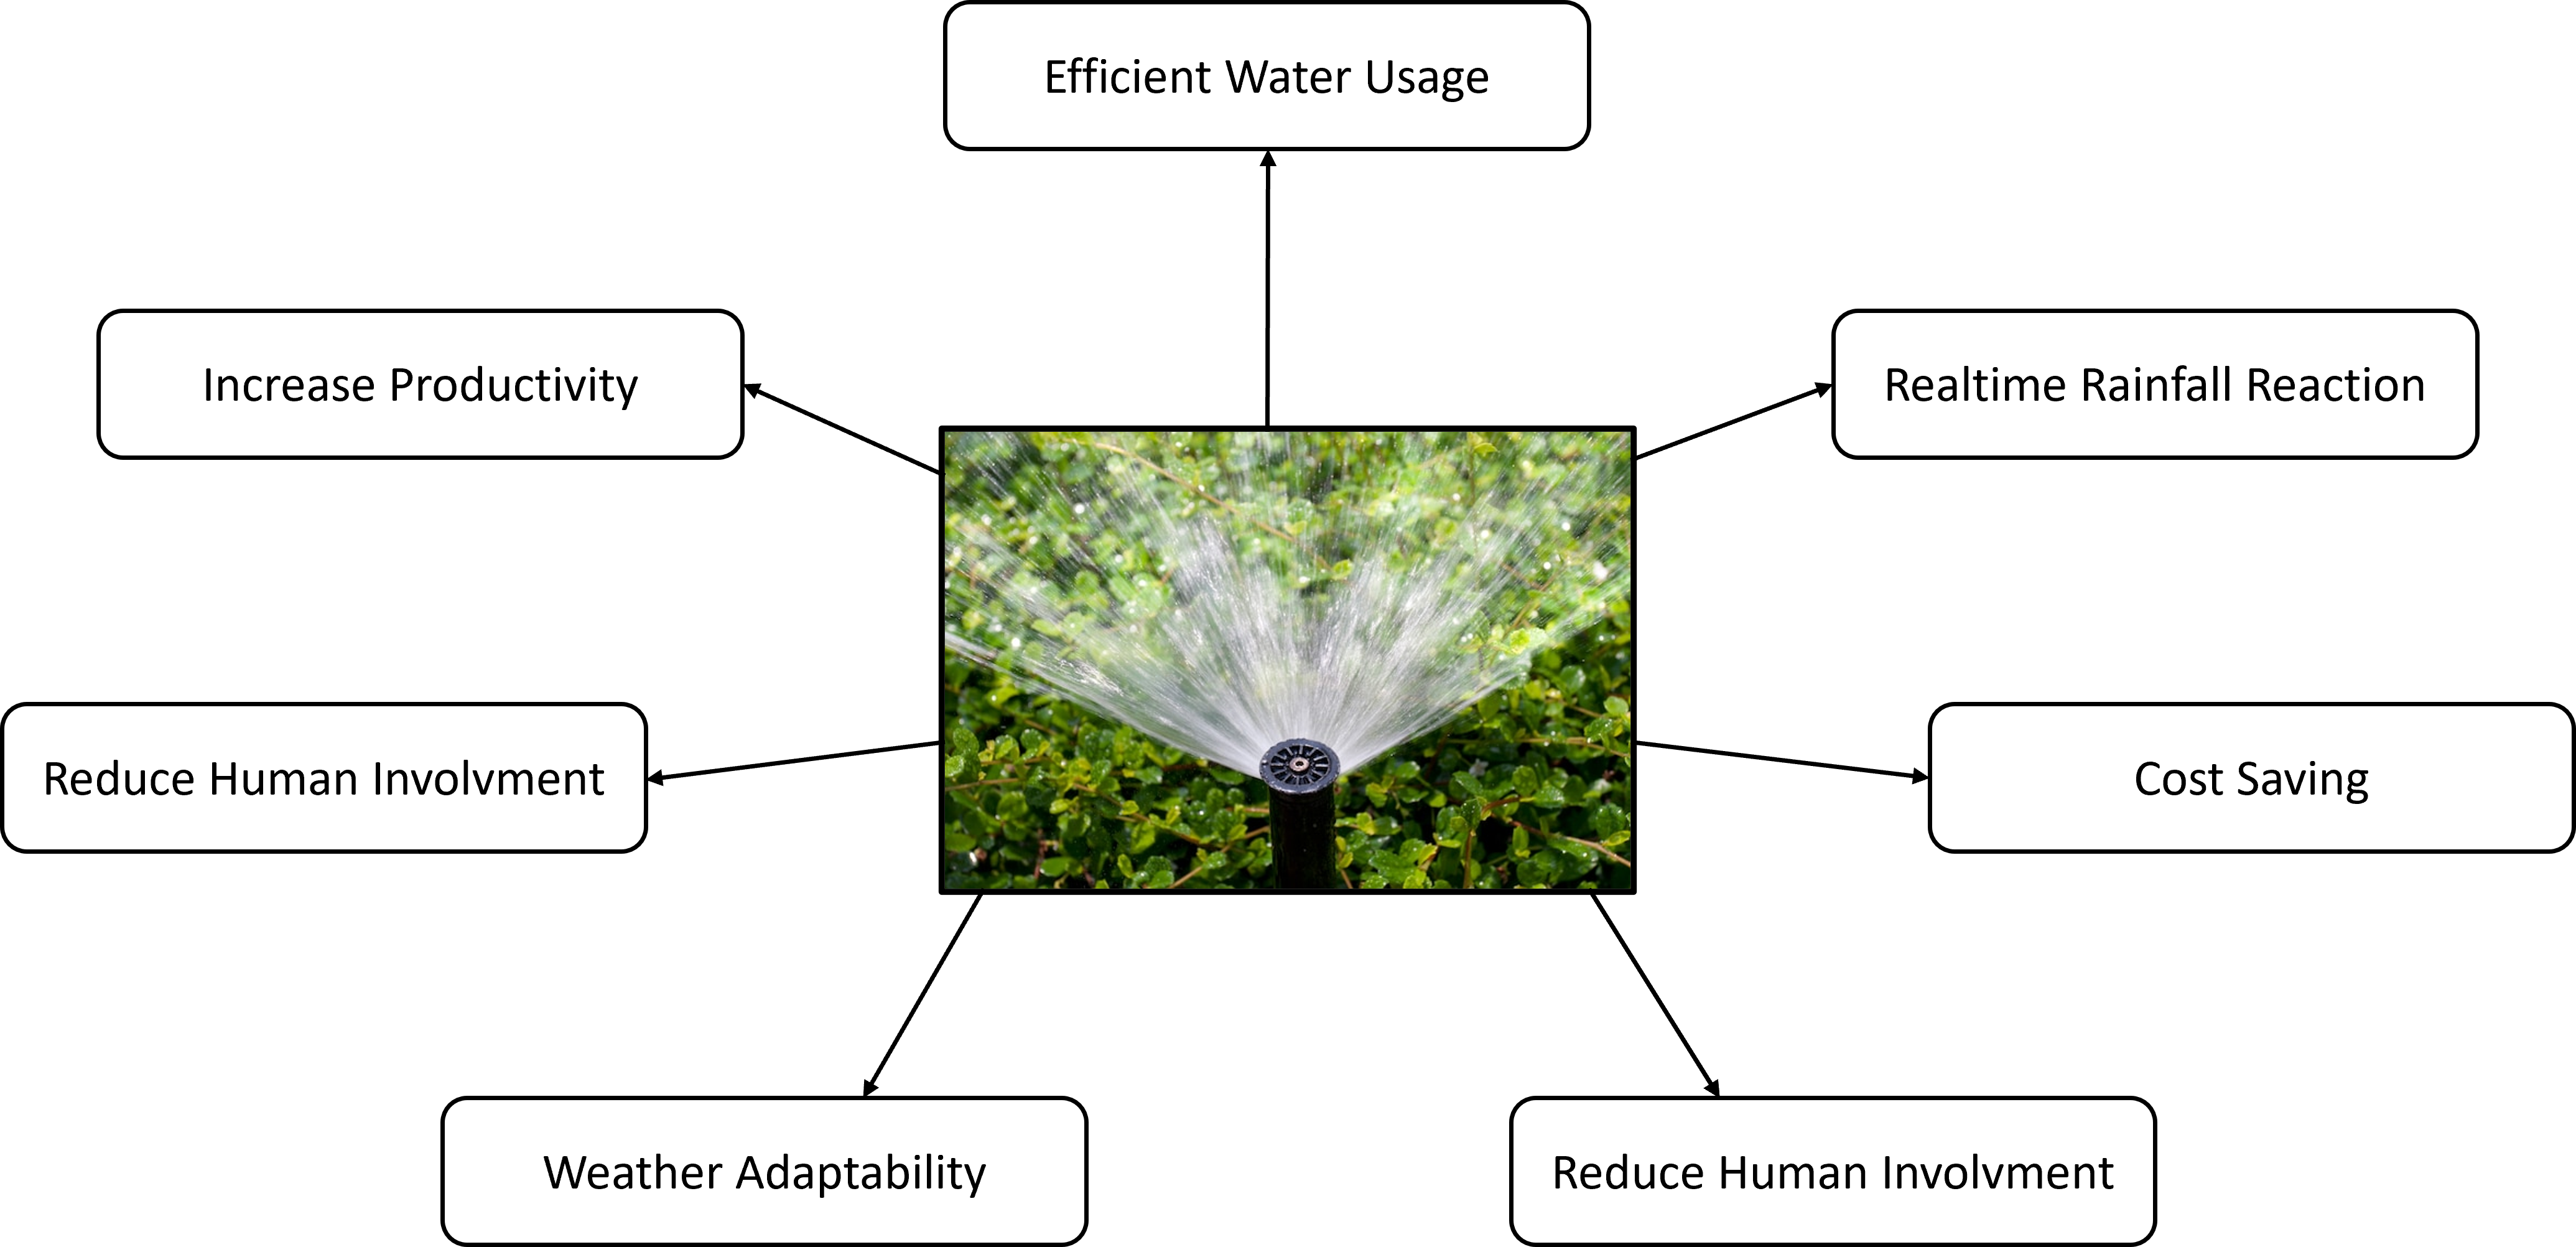 Efficient Water Usage
Increase Productivity
Realtime Rainfall Reaction
Reduce Human Involvment
Cost Saving
Weather Adaptability
Reduce Human Involvment